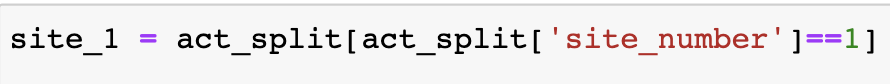 site_1 = act_split[act_split['site_number']==1]